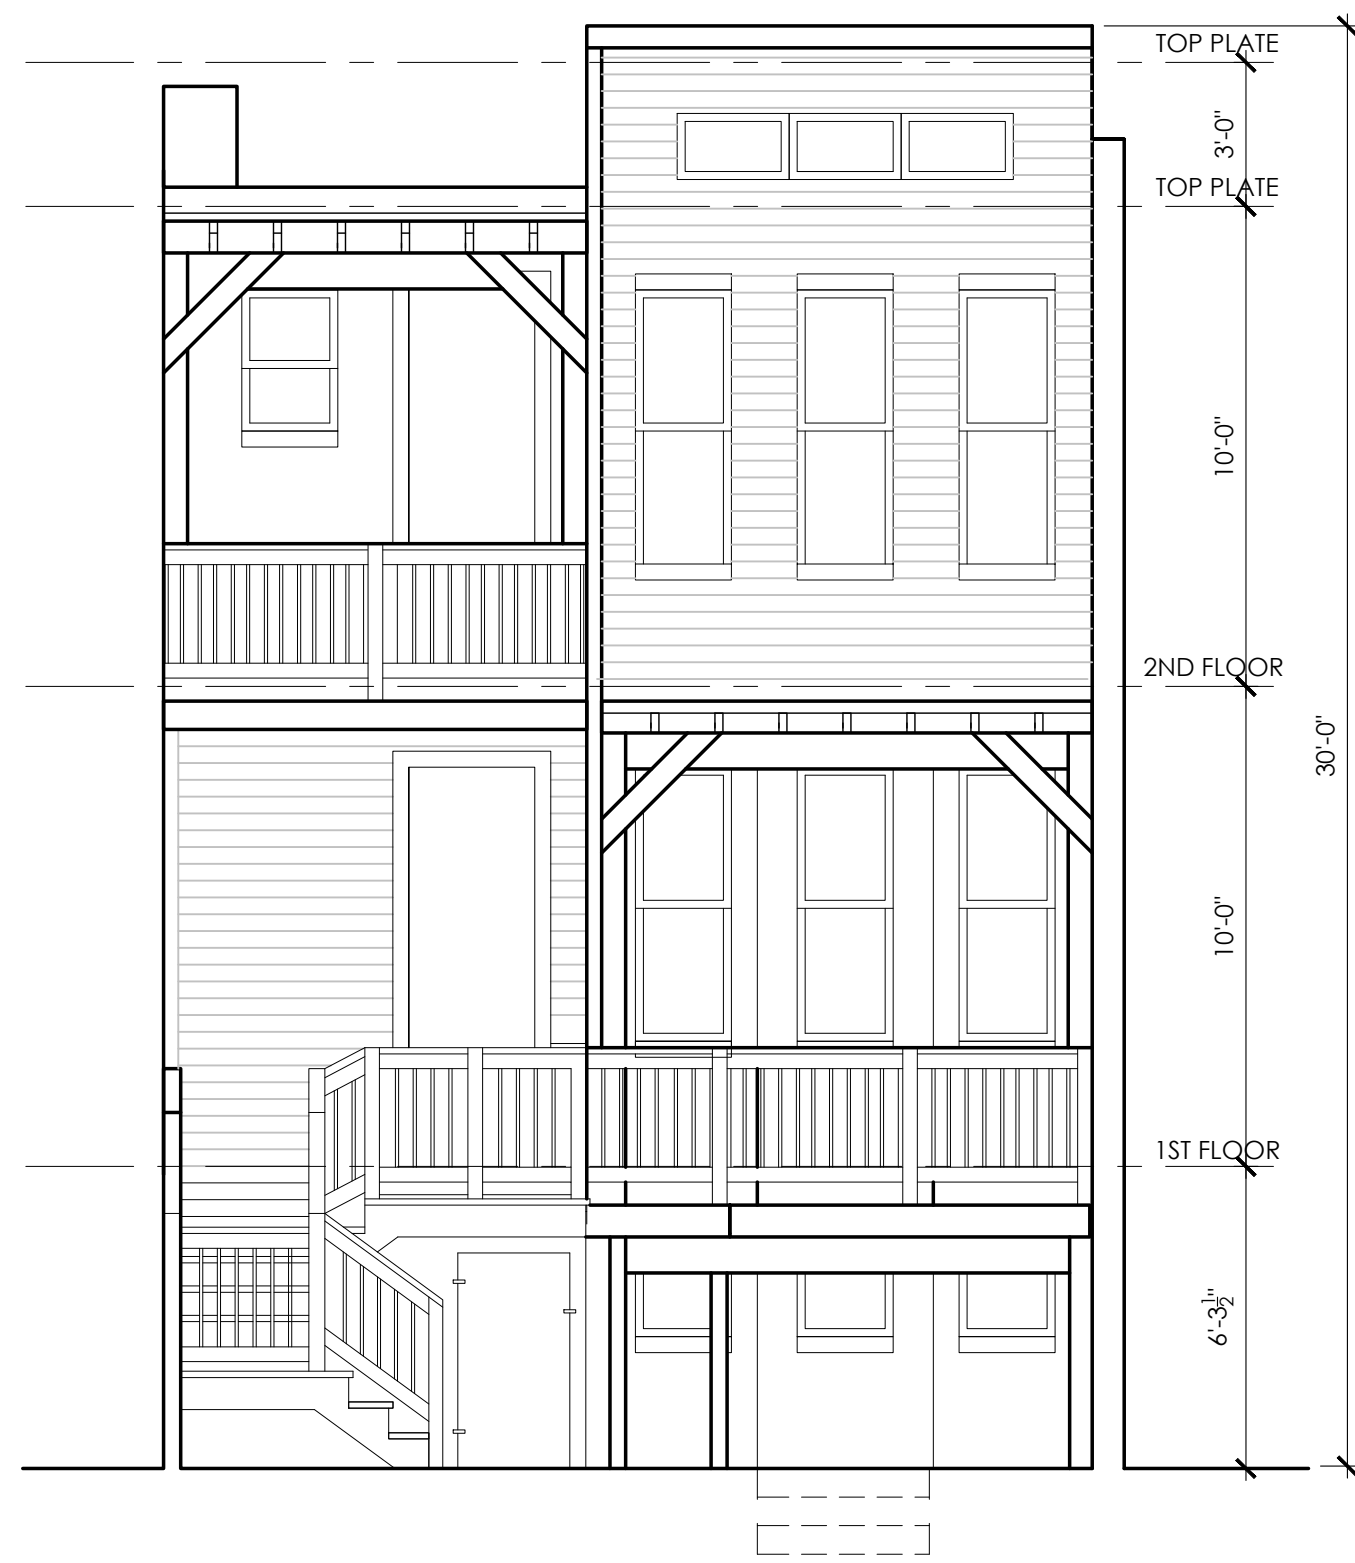 TOP PLATE
3'-0"
TOP PLATE
10'-0"
2ND FLOOR
30'-0"
10'-0"
1ST FLOOR
6'-3½"